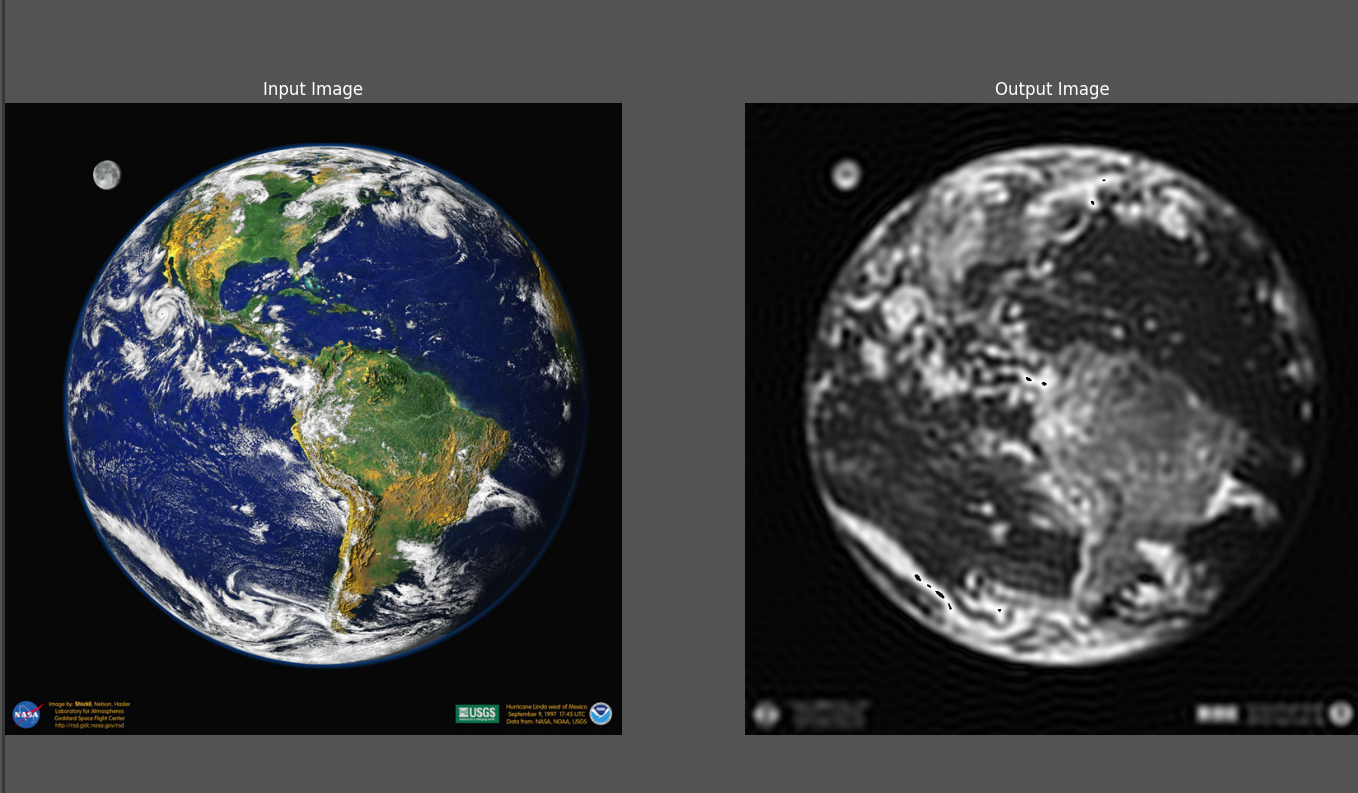 Input Image
Output Image
NASA
Image by: Stöckli, Nelson, Hasler
Laboratory for Atmospheres
Goddard Space Flight Center
http://rsd.gsfc.nasa.gov/rsd
USGS
Hurricane Linda west of Mexico
September 9, 1997 17:45 UTC
Data from: NASA, NOAA, USGS